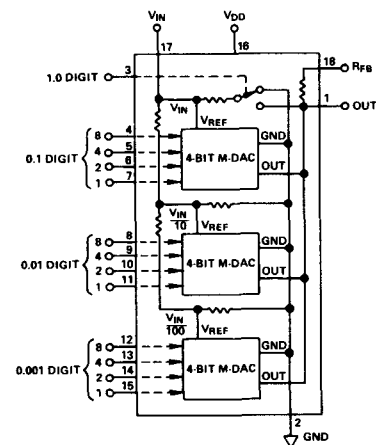 VIN
VDD
17
16
18
RFB
3
1.0 DIGIT
1
OUT
VIN
VREF
GND
4-BIT M-DAC
OUT
0.1 DIGIT
8
4
4
5
2
6
1
7
VIN
10
VREF
GND
4-BIT M-DAC
OUT
0.01 DIGIT
8
8
4
9
2
10
1
11
VIN
100
VREF
GND
4-BIT M-DAC
OUT
0.001 DIGIT
8
12
4
13
2
14
1
15
2
GND